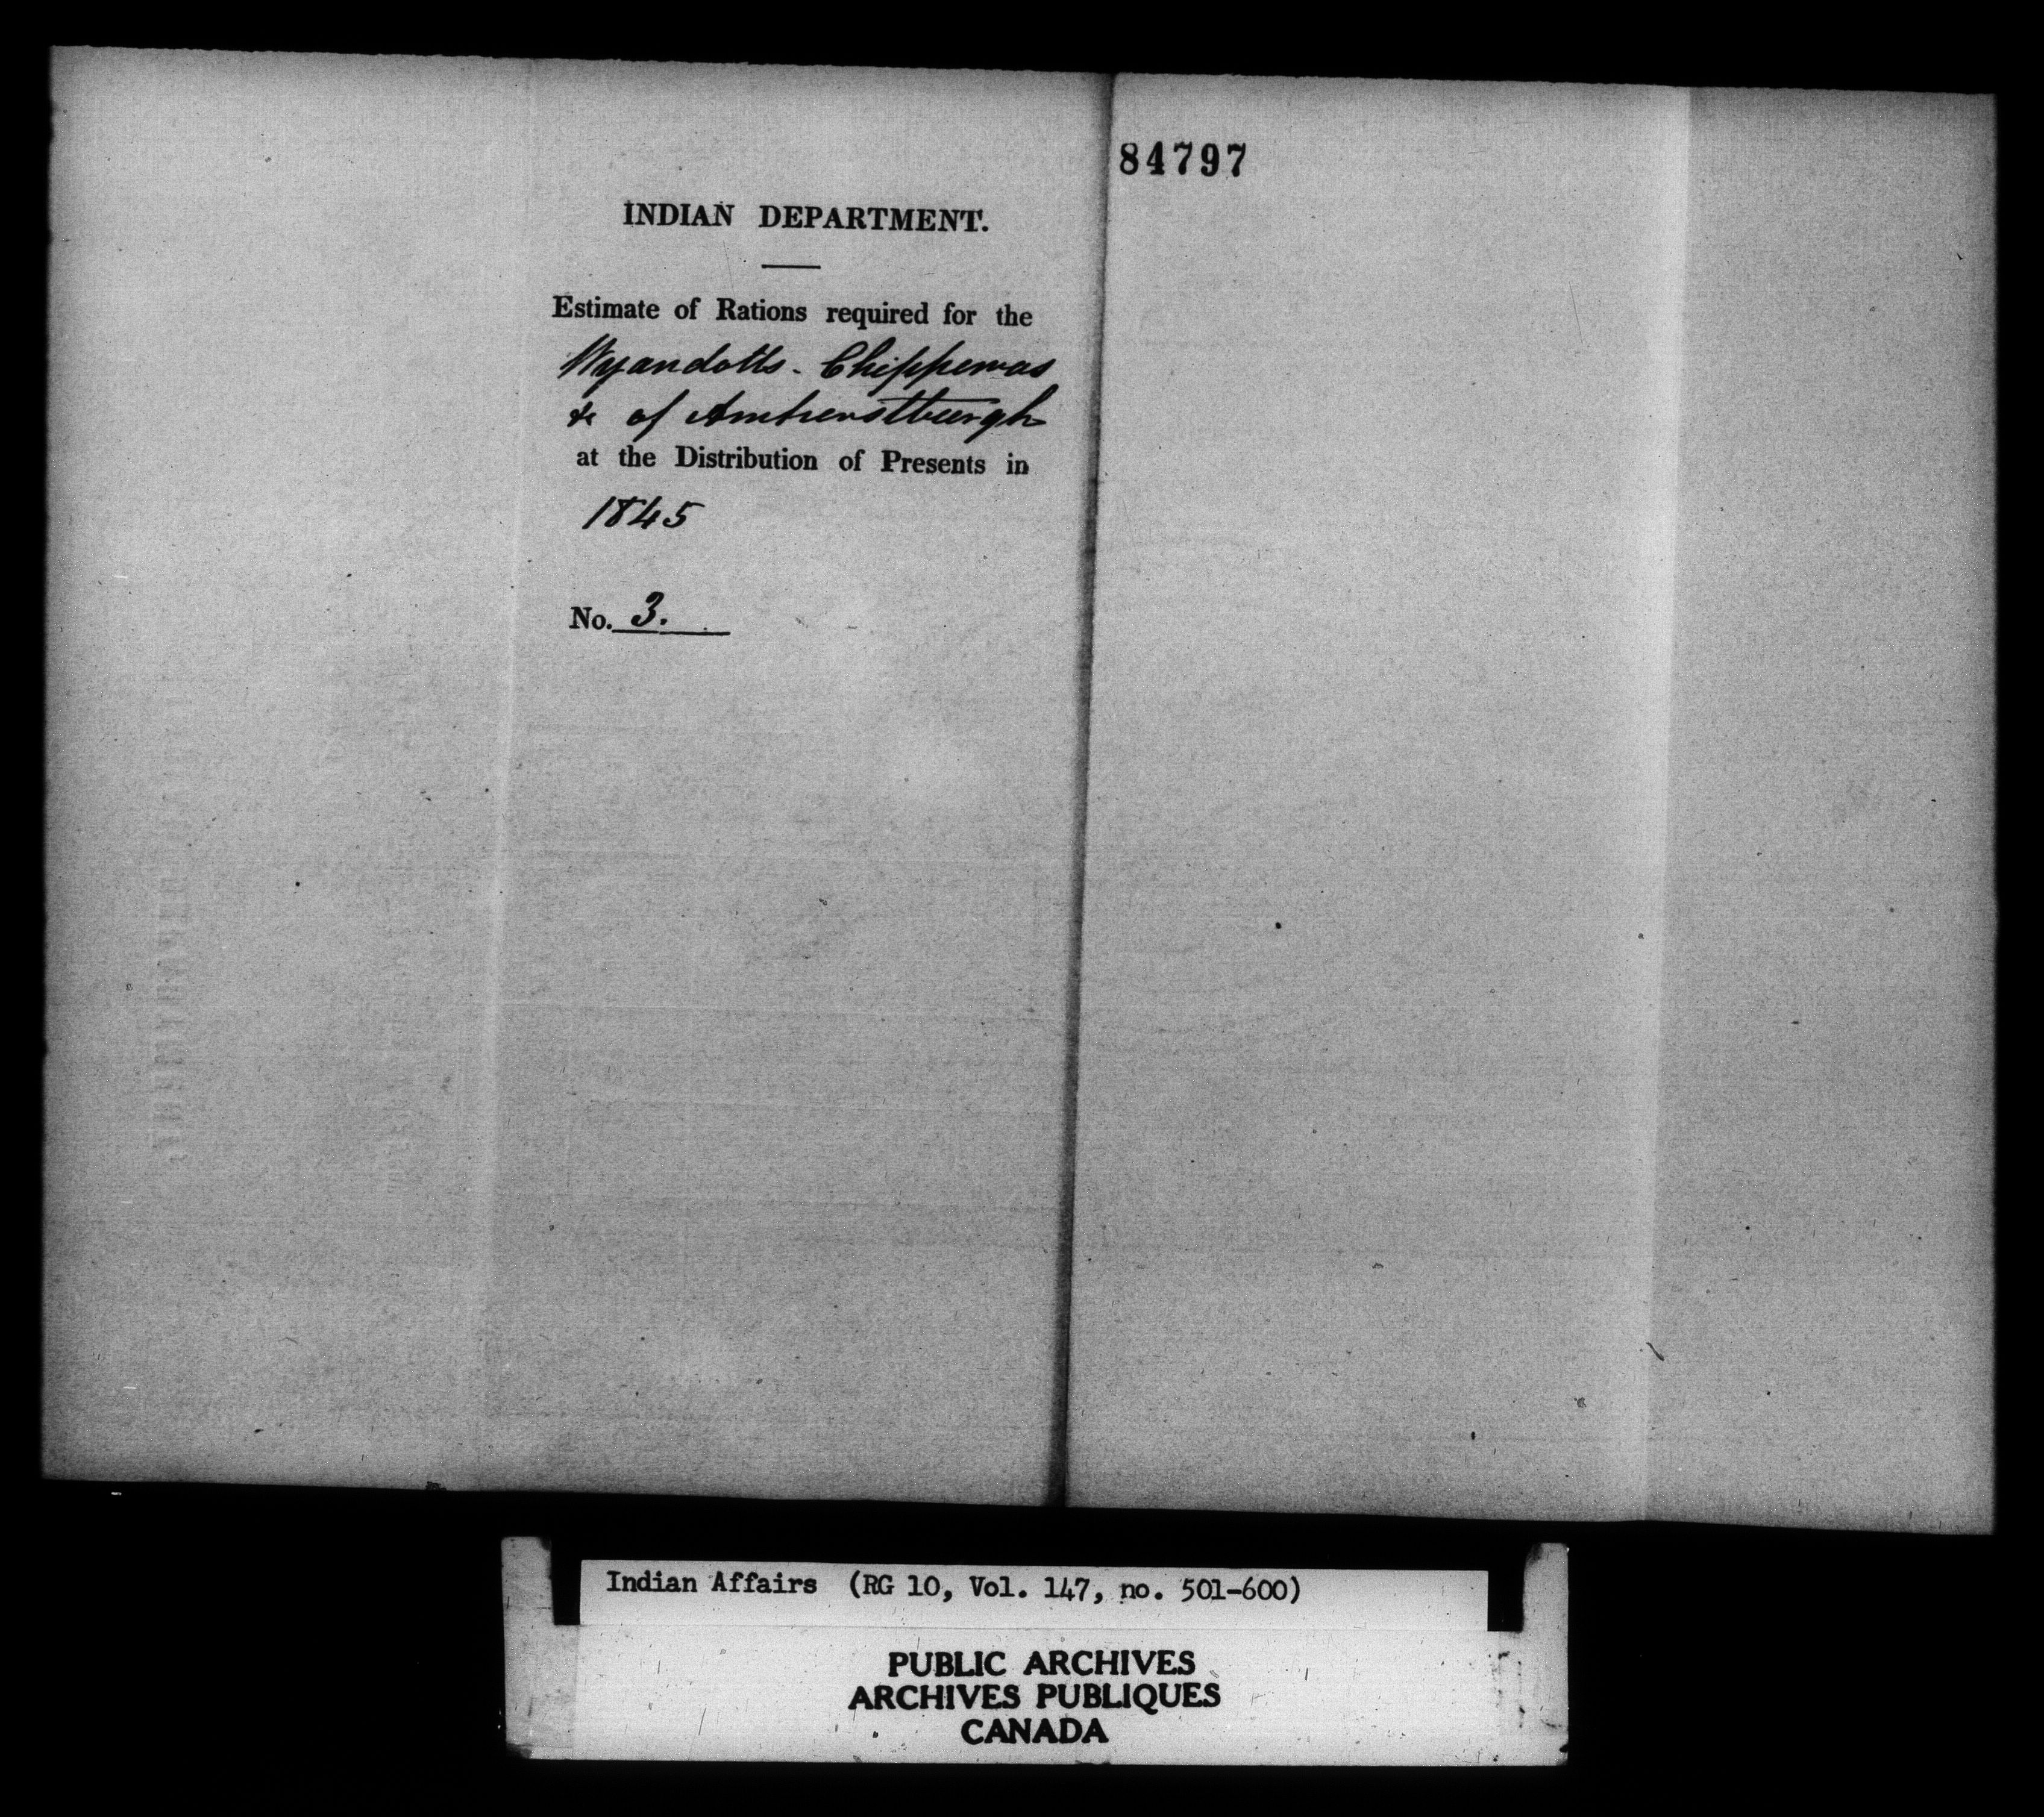 84797
INDIAN DEPARTMENT.
Estimate of Rations required for the
Wyandotts - Chippewas
& of Amherstburgh
at the Distribution of Presents in
1845
No. 3.
Indian Affairs (RG 10, Vol. 147, no. 501-600)
PUBLIC ARCHIVES
ARCHIVES PUBLIQUES
CANADA